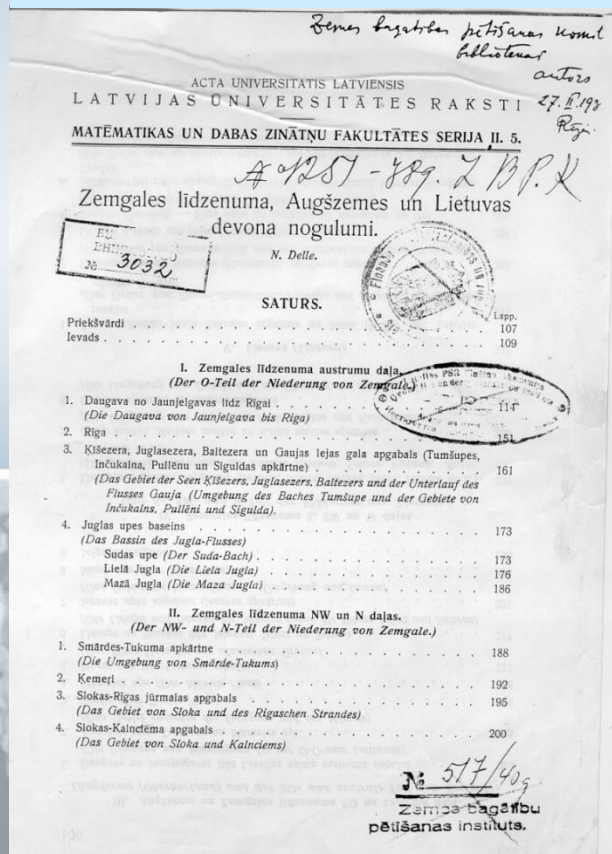 Zemes bagātības pētīšanas
bibliotēkai
autors
27. II.
Rīgā.
ACTA UNIVERSITATIS LATVIENSIS
LATVIJAS ŪNIVERSITĀTES RAKSTI
MATĒMATIKAS UN DABAS ZINĀTŅU FAKULTĀTES SERIJA II. 5.
Zemgales līdzenuma, Augšzemes un Lietuvas
devona nogulumi.
№ 3032
N. Delle.
SATURS.
Lapp.
Priekšvārdi 107
Ievads 109
I. Zemgales līdzenuma austrumu daļa.
(Der O-Teil der Niederung von Zemgale.)
1. Daugava no Jaunjelgavas līdz Rīgai 114
(Die Daugava von Jaunjelgava bis Riga)
2. Rīga 151
3. Ķīšezera, Juglasezera, Baltezera un Gaujas lejas gala apgabals (Tumšupes,
Inčukalna, Pullēnu un Siguldas apkārtne) 161
(Das Gebiet der Seen Ķīšezers, Juglasezers, Baltezers und der Unterlauf des
Flusses Gauja (Umgebung des Baches Tumšupe und der Gebiete von
Inčukalns, Pullēni und Sigulda).
4. Juglas upes baseins 173
(Das Bassin des Jugla-Flusses)
Sudas upe (Der Suda-Bach) 173
Lielā Jugla (Die Liela Jugla) 176
Mazā Jugla (Die Maza Jugla) 186
II. Zemgales līdzenuma NW un N daļas.
(Der NW- und N-Teil der Niederung von Zemgale.)
1. Smārdes-Tukuma apkārtne 188
(Die Umgebung von Smārde-Tukums)
2. Ķemeri 192
3. Slokas-Rīgas jūrmalas apgabals 195
(Das Gebiet von Sloka und des Rigaschen Strandes)
4. Slokas-Kalnciema apgabals 200
(Das Gebiet von Sloka und Kalnciems)
№ 517/40g
Zemes bagātību
pētīšanas institūts.